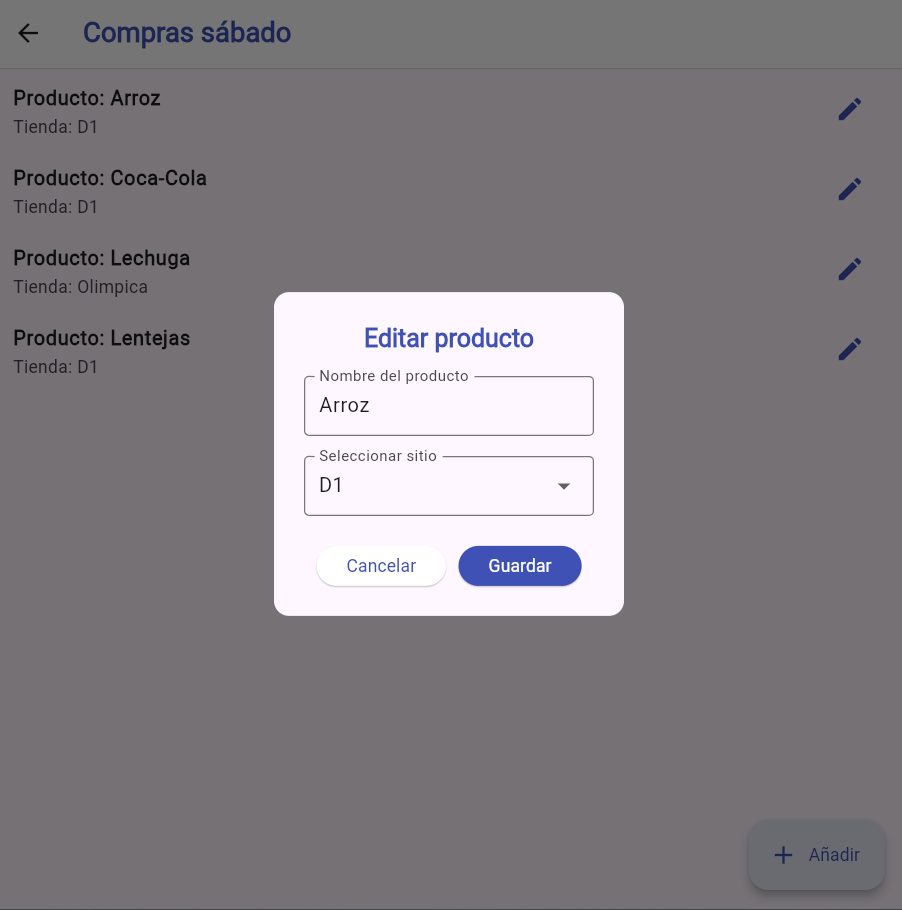 Compras sábado
Producto: Arroz
Tienda: D1
Producto: Coca-Cola
Tienda: D1
Producto: Lechuga
Tienda: Olimpica
Producto: Lentejas
Tienda: D1
Editar producto
Nombre del producto
Arroz
Seleccionar sitio
D1
Cancelar Guardar
Añadir